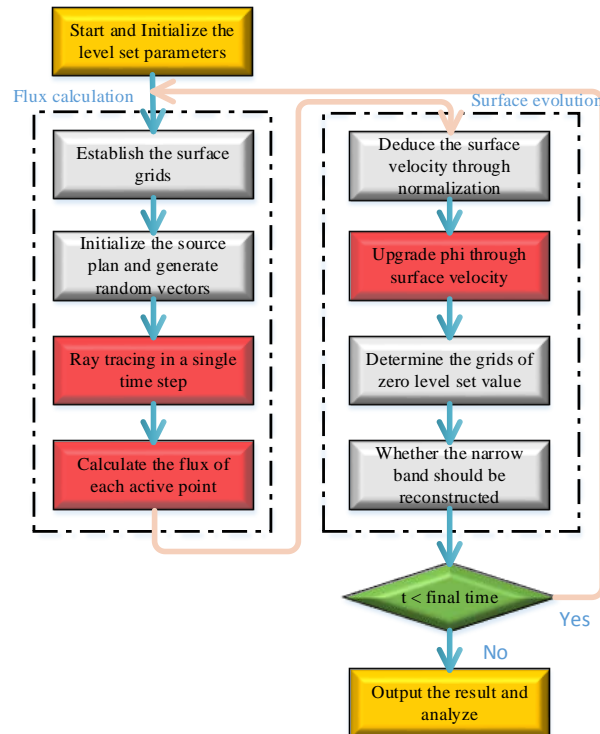 Start and Initialize the
level set parameters
Flux calculation
Establish the surface
grids
Initialize the source
plan and generate
random vectors
Ray tracing in a single
time step
Calculate the flux of
each active point
Surface evolution
Deduce the surface
velocity through
normalization
Upgrade phi through
surface velocity
Determine the grids of
zero level set value
Whether the narrow
band should be
reconstructed
t < final time
Yes
No
Output the result and
analyze